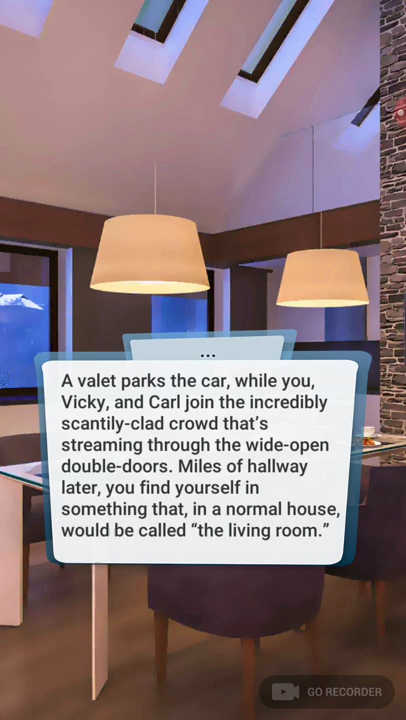 ...
A valet parks the car, while you,
Vicky, and Carl join the incredibly
scantily-clad crowd that’s
streaming through the wide-open
double-doors. Miles of hallway
later, you find yourself in
something that, in a normal house,
would be called “the living room.”
GO RECORDER